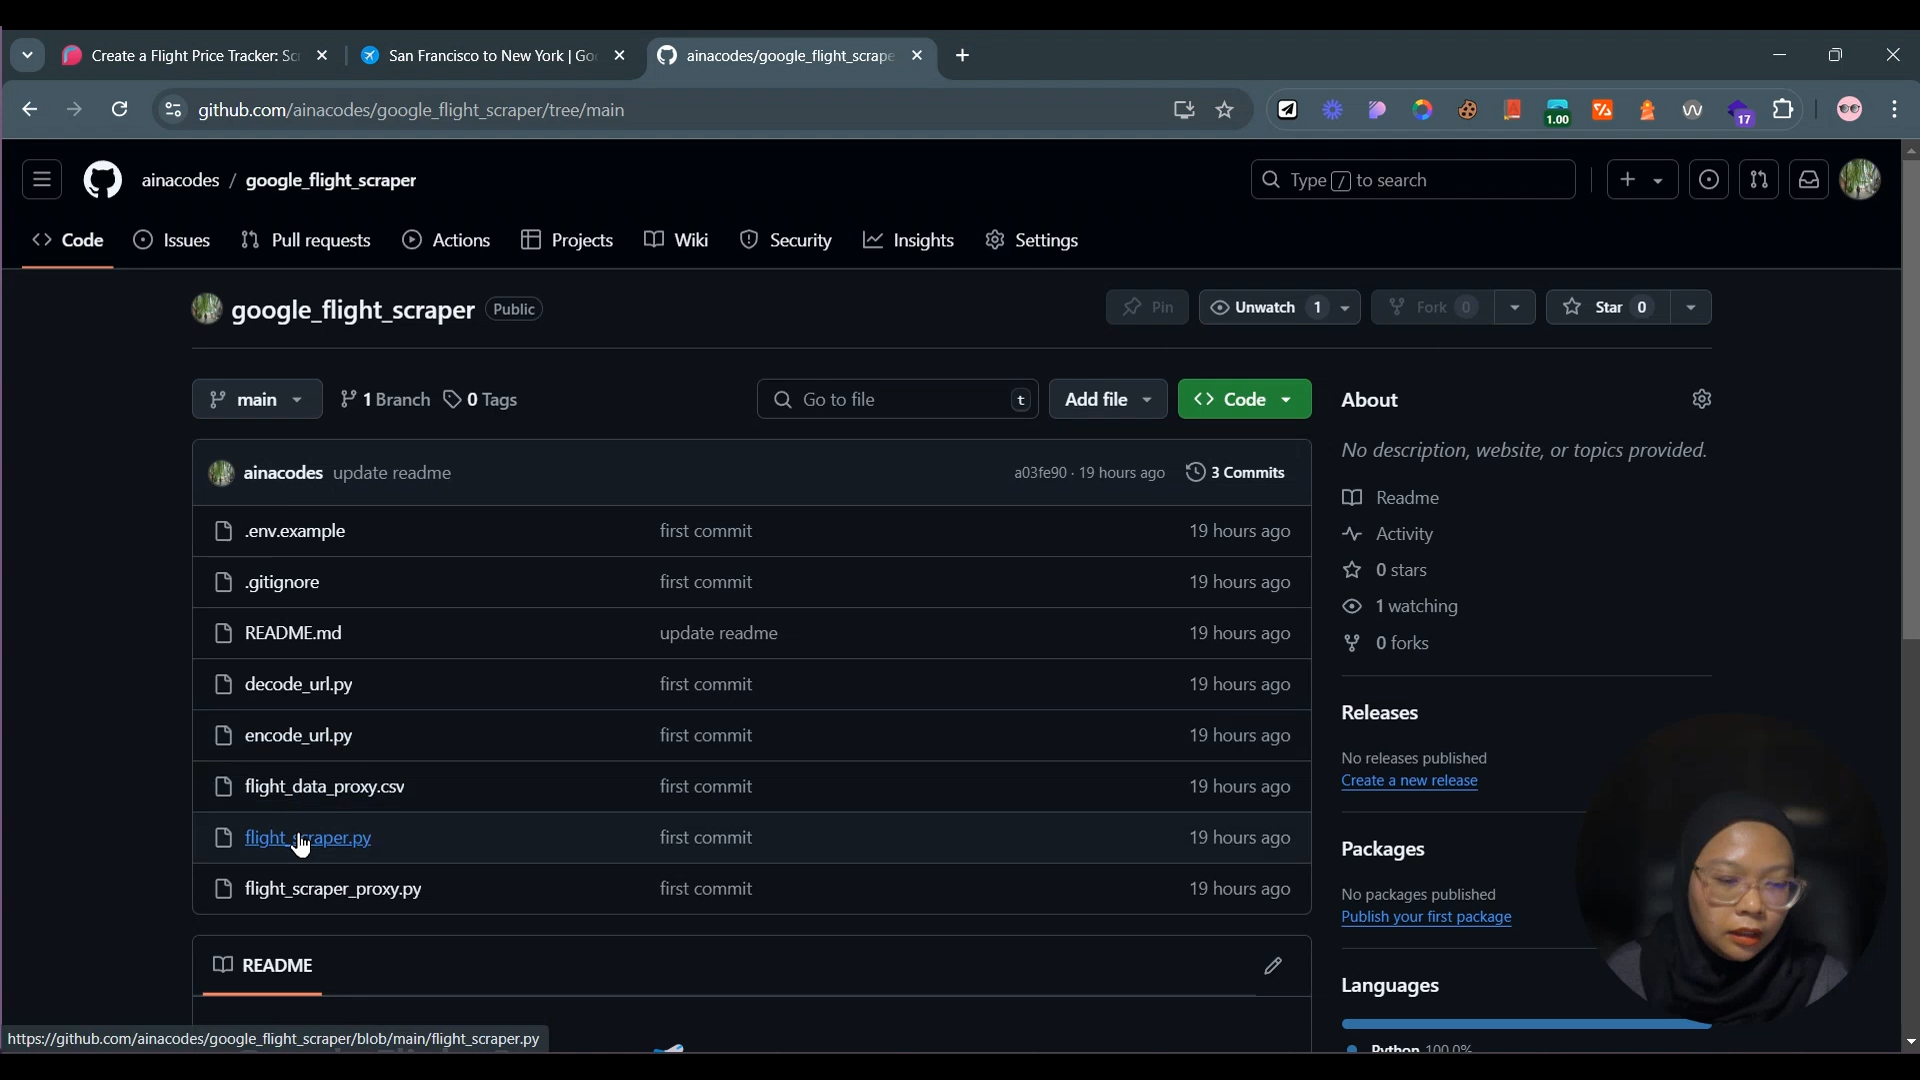 Create a Flight Price Tracker: Sc
San Francisco to New York | Go
ainacodes/google_flight_scrape
github.com/ainacodes/google_flight_scraper/tree/main
1.00
17
ainacodes / google_flight_scraper
Type / to search
Code
Issues
Pull requests
Actions
Projects
Wiki
Security
Insights
Settings
google_flight_scraper
Public
Pin
Unwatch 1
Fork 0
Star 0
main
1 Branch
0 Tags
Go to file
t
Add file
Code
About
No description, website, or topics provided.
ainacodes update readme
a03fe90 · 19 hours ago
3 Commits
.env.example first commit 19 hours ago
.gitignore first commit 19 hours ago
README.md update readme 19 hours ago
decode_url.py first commit 19 hours ago
encode_url.py first commit 19 hours ago
flight_data_proxy.csv first commit 19 hours ago
flight_scraper.py first commit 19 hours ago
flight_scraper_proxy.py first commit 19 hours ago
Readme
Activity
0 stars
1 watching
0 forks
Releases
No releases published
Create a new release
Packages
No packages published
Publish your first package
Languages
Python 100.0%
README
https://github.com/ainacodes/google_flight_scraper/blob/main/flight_scraper.py